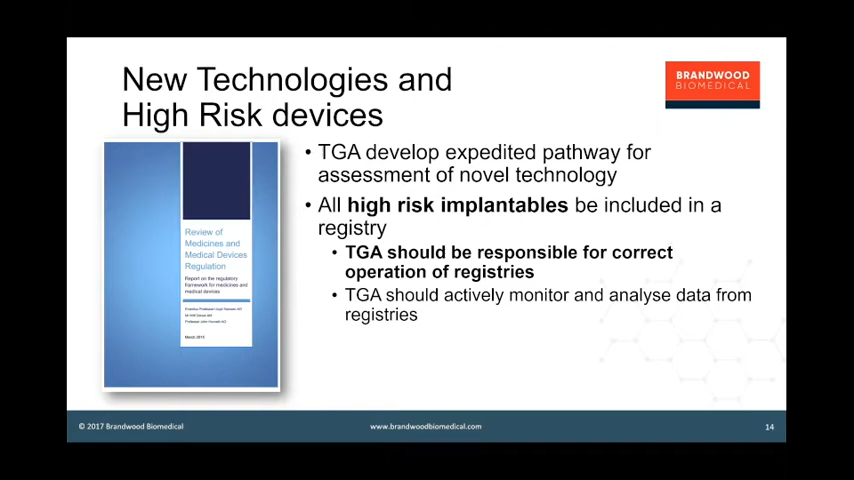 New Technologies and
High Risk devices
BRANDWOOD
BIOMEDICAL
• TGA develop expedited pathway for
assessment of novel technology
• All high risk implantables be included in a
registry
• TGA should be responsible for correct
operation of registries
• TGA should actively monitor and analyse data from
registries
Review of
Medicines and
Medical Devices
Regulation
Report on the regulatory
framework for medicines and
medical devices
March 2015
© 2017 Brandwood Biomedical
www.brandwoodbiomedical.com
14